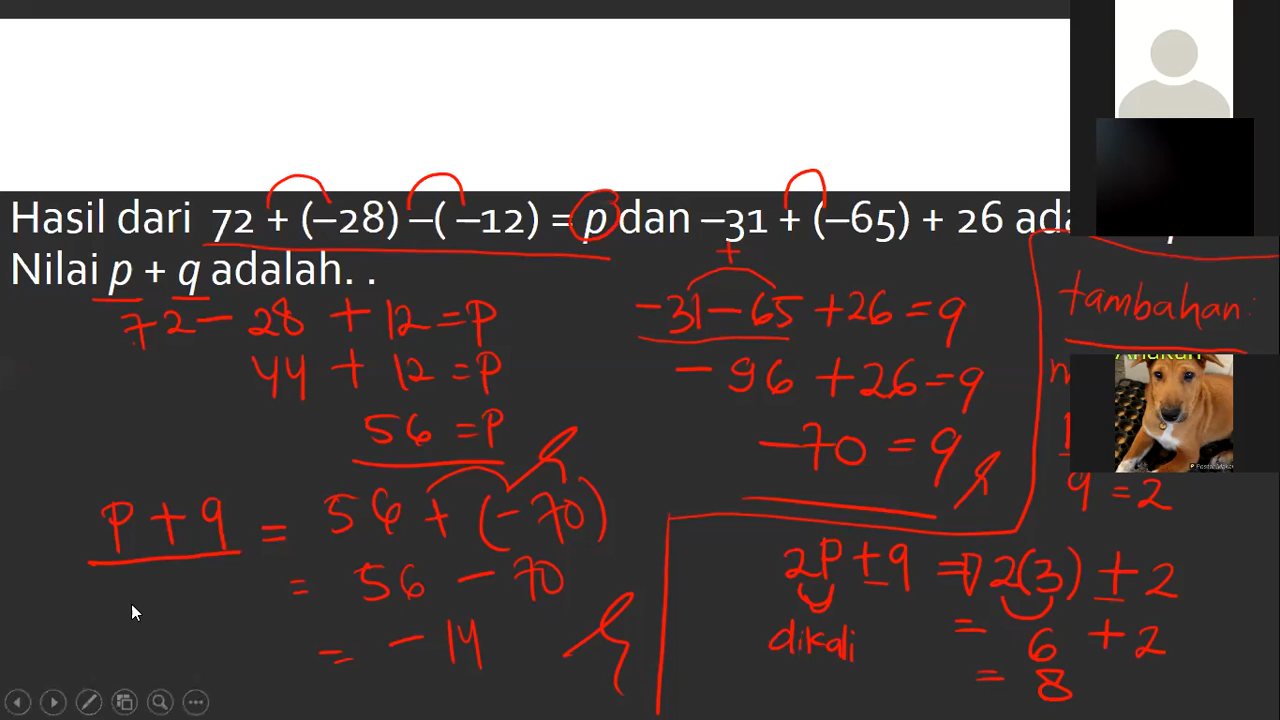 Hasil dari 72 + (–28) –( –12) = p dan –31 + (–65) + 26
Nilai p + q adalah. .
72 – 28 + 12 = p
44 + 12 = p
56 = p
p + q = 56 + (–70)
= 56 – 70
= –14
+
–31 – 65 + 26 = q
–96 + 26 = q
–70 = q
tambahan:
q = 2
2p + q = 2(3) + 2
dikali
= 6 + 2
= 8